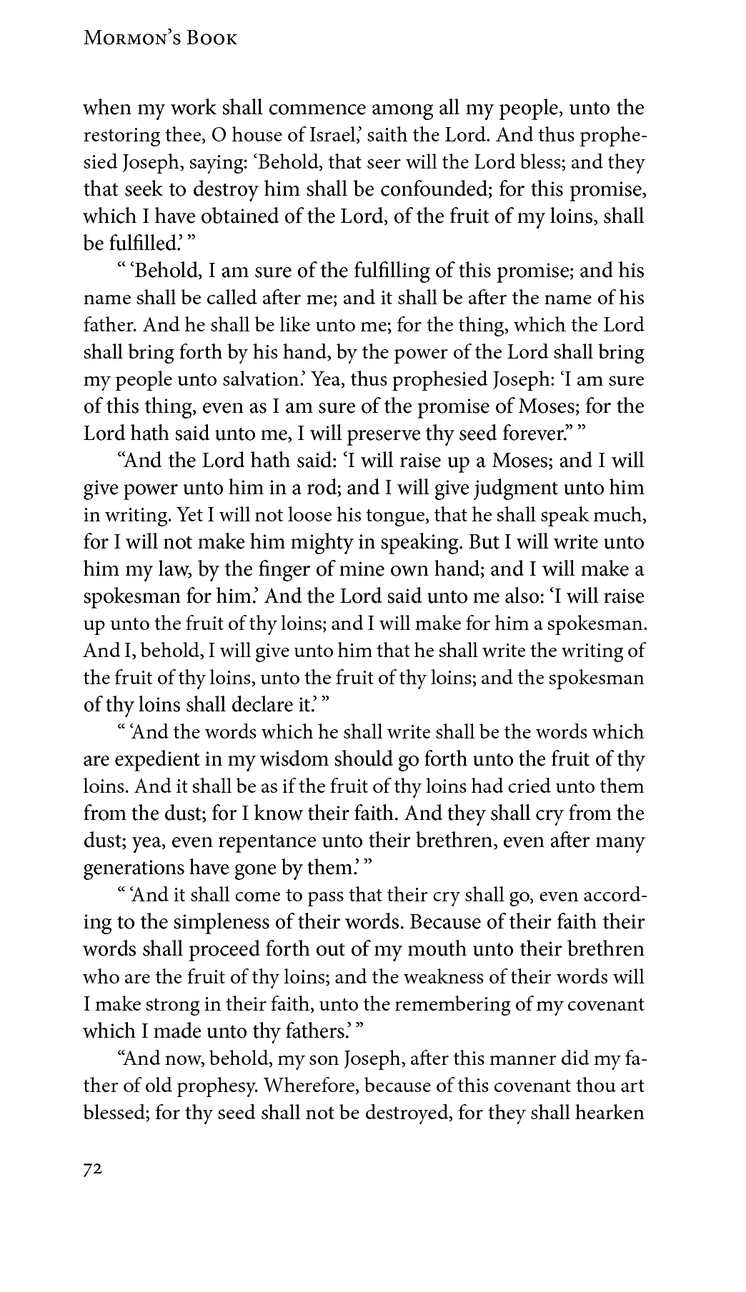 Mormon’s Book
when my work shall commence among all my people, unto the
restoring thee, O house of Israel,’ saith the Lord. And thus prophe-
sied Joseph, saying: ‘Behold, that seer will the Lord bless; and they
that seek to destroy him shall be confounded; for this promise,
which I have obtained of the Lord, of the fruit of my loins, shall
be fulfilled.’ ”
“ ‘Behold, I am sure of the fulfilling of this promise; and his
name shall be called after me; and it shall be after the name of his
father. And he shall be like unto me; for the thing, which the Lord
shall bring forth by his hand, by the power of the Lord shall bring
my people unto salvation.’ Yea, thus prophesied Joseph: ‘I am sure
of this thing, even as I am sure of the promise of Moses; for the
Lord hath said unto me, I will preserve thy seed forever.” ”
“And the Lord hath said: ‘I will raise up a Moses; and I will
give power unto him in a rod; and I will give judgment unto him
in writing. Yet I will not loose his tongue, that he shall speak much,
for I will not make him mighty in speaking. But I will write unto
him my law, by the finger of mine own hand; and I will make a
spokesman for him.’ And the Lord said unto me also: ‘I will raise
up unto the fruit of thy loins; and I will make for him a spokesman.
And I, behold, I will give unto him that he shall write the writing of
the fruit of thy loins, unto the fruit of thy loins; and the spokesman
of thy loins shall declare it.’ ”
“ ‘And the words which he shall write shall be the words which
are expedient in my wisdom should go forth unto the fruit of thy
loins. And it shall be as if the fruit of thy loins had cried unto them
from the dust; for I know their faith. And they shall cry from the
dust; yea, even repentance unto their brethren, even after many
generations have gone by them.’ ”
“ ‘And it shall come to pass that their cry shall go, even accord-
ing to the simpleness of their words. Because of their faith their
words shall proceed forth out of my mouth unto their brethren
who are the fruit of thy loins; and the weakness of their words will
I make strong in their faith, unto the remembering of my covenant
which I made unto thy fathers.’ ”
“And now, behold, my son Joseph, after this manner did my fa-
ther of old prophesy. Wherefore, because of this covenant thou art
blessed; for thy seed shall not be destroyed, for they shall hearken
72